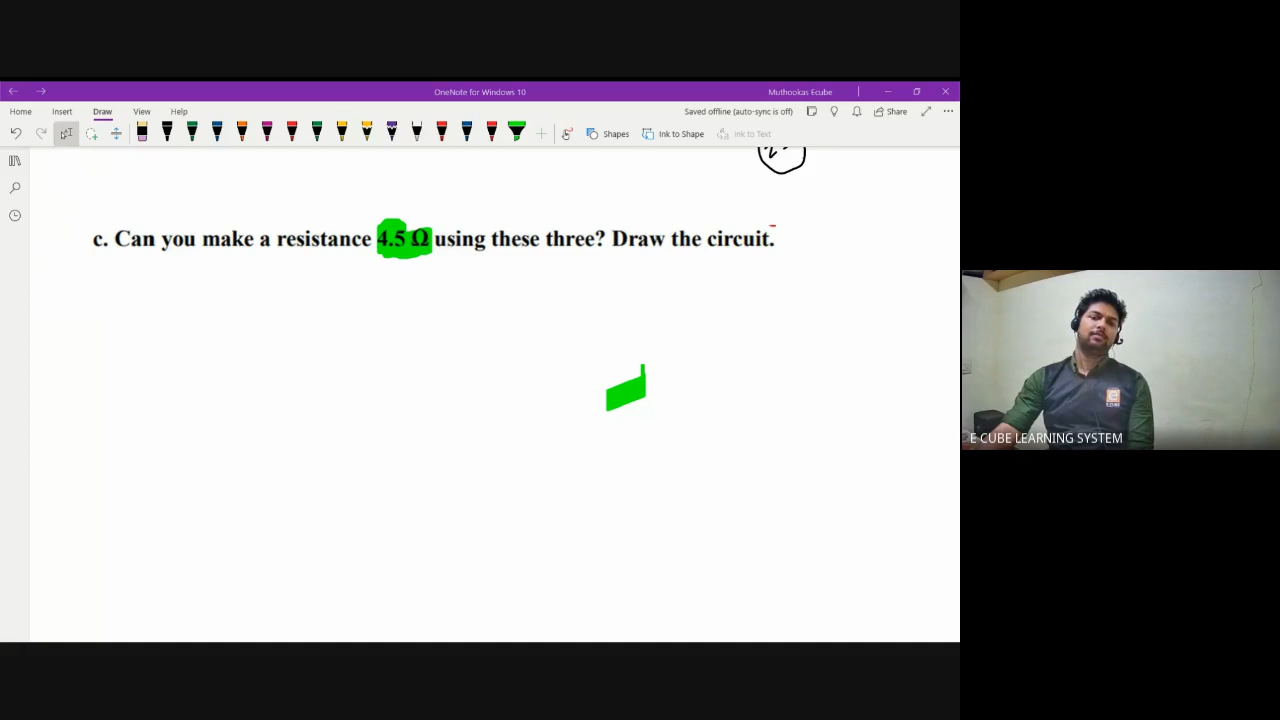 OneNote for Windows 10
Muthookas Ecube
Home Insert Draw View Help
Saved offline (auto-sync is off)
Share
Shapes
Ink to Shape
Ink to Text
c. Can you make a resistance 4.5 Ω using these three? Draw the circuit.
E CUBE LEARNING SYSTEM